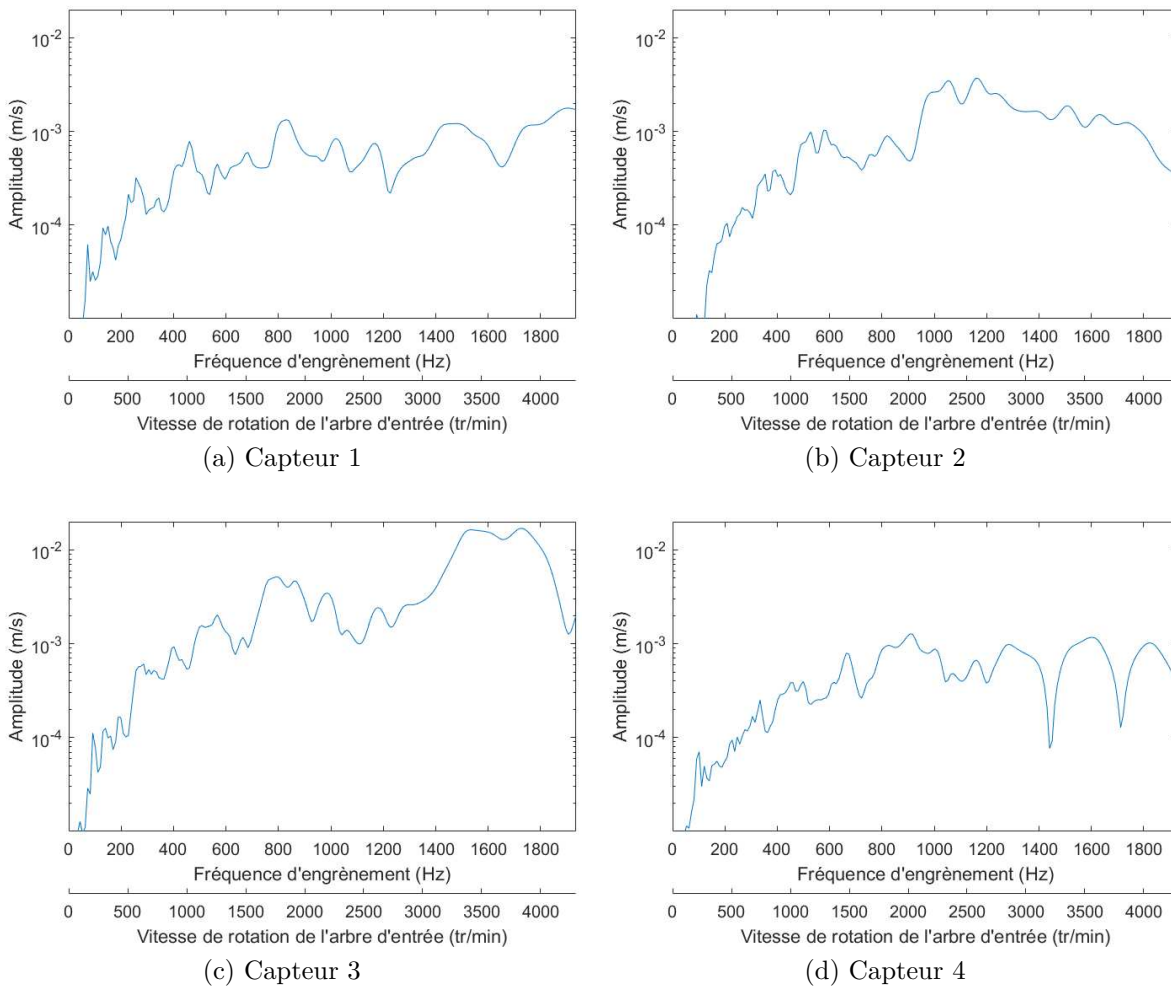 10-2
10-3
10-4
Amplitude (m/s)
0 200 400 600 800 1000 1200 1400 1600 1800
Fréquence d'engrènement (Hz)
0 500 1000 1500 2000 2500 3000 3500 4000
Vitesse de rotation de l'arbre d'entrée (tr/min)
(a) Capteur 1
10-2
10-3
10-4
Amplitude (m/s)
0 200 400 600 800 1000 1200 1400 1600 1800
Fréquence d'engrènement (Hz)
0 500 1000 1500 2000 2500 3000 3500 4000
Vitesse de rotation de l'arbre d'entrée (tr/min)
(b) Capteur 2
10-2
10-3
10-4
Amplitude (m/s)
0 200 400 600 800 1000 1200 1400 1600 1800
Fréquence d'engrènement (Hz)
0 500 1000 1500 2000 2500 3000 3500 4000
Vitesse de rotation de l'arbre d'entrée (tr/min)
(c) Capteur 3
10-2
10-3
10-4
Amplitude (m/s)
0 200 400 600 800 1000 1200 1400 1600 1800
Fréquence d'engrènement (Hz)
0 500 1000 1500 2000 2500 3000 3500 4000
Vitesse de rotation de l'arbre d'entrée (tr/min)
(d) Capteur 4